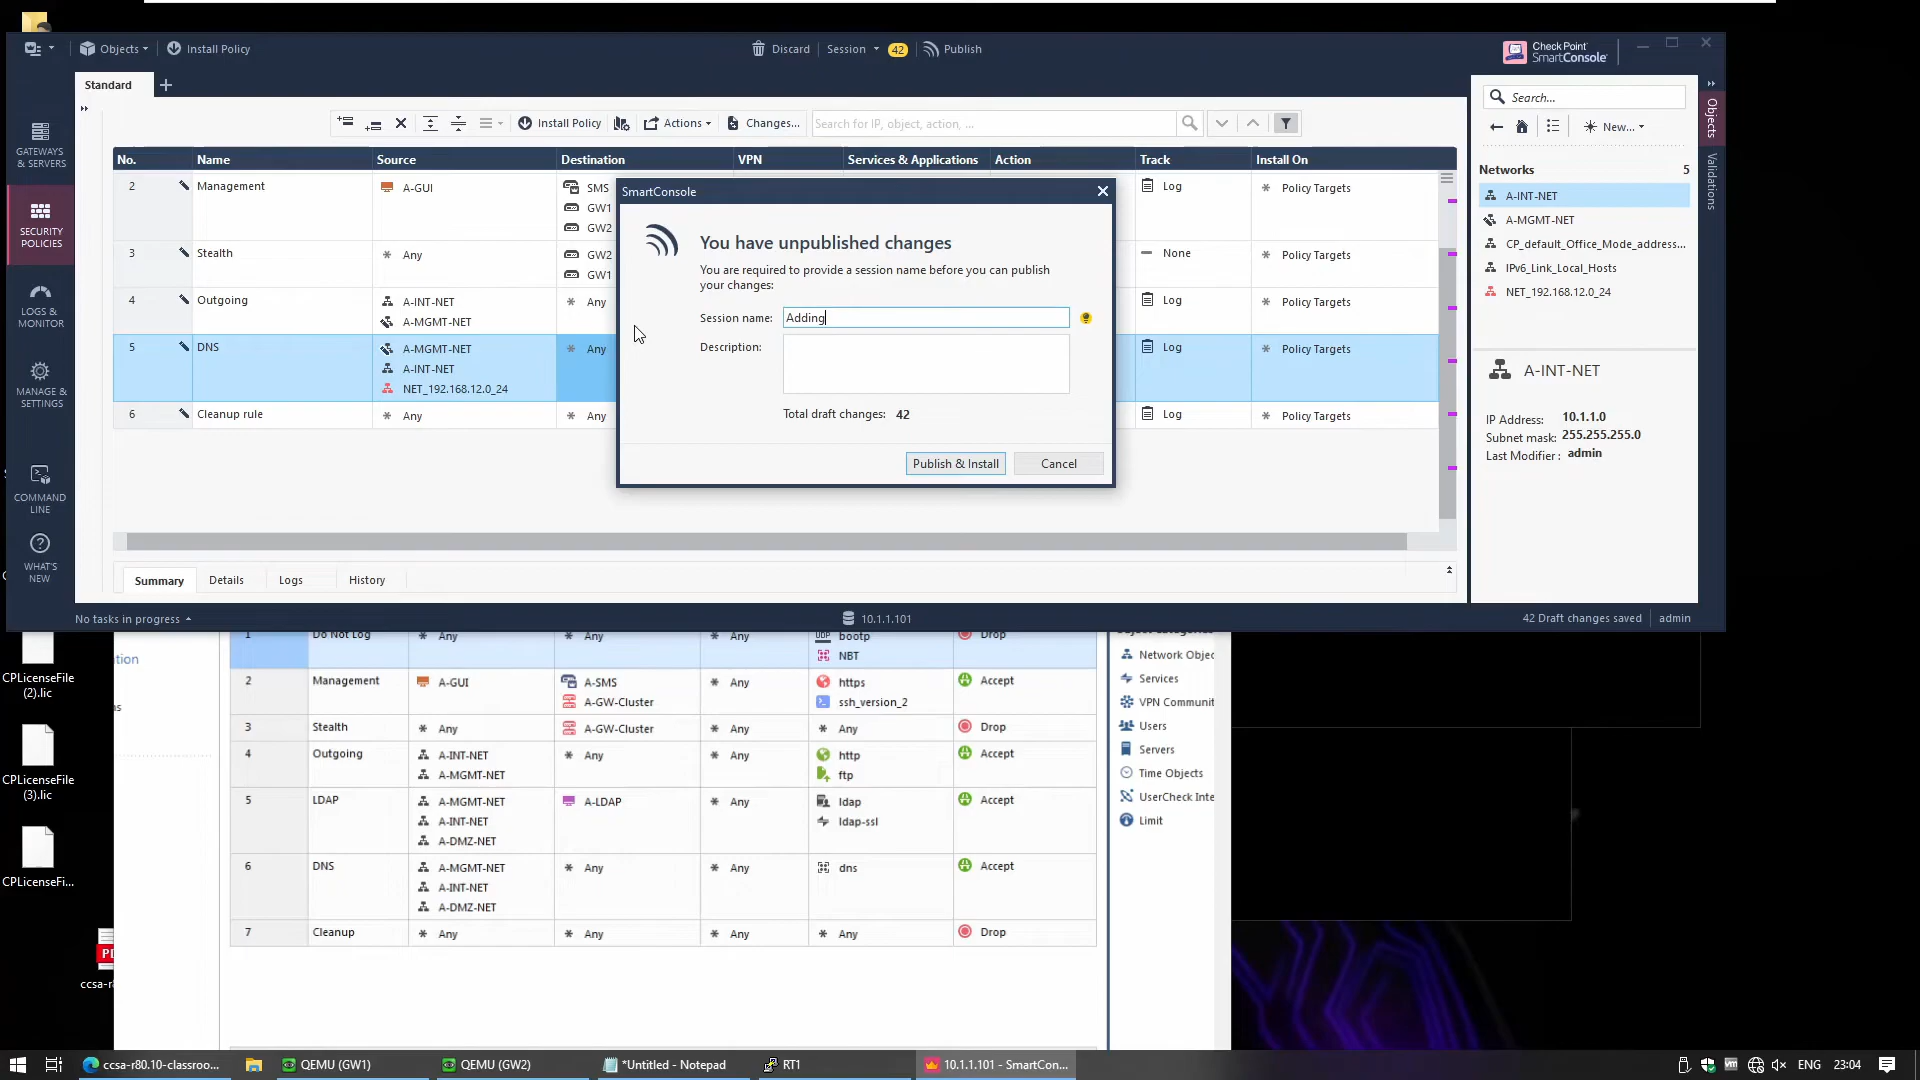 Objects
Install Policy
Discard
Session
42
Publish
Check Point
SmartConsole
Standard
Install Policy
Actions
Changes...
Search for IP, object, action, ...
Search...
New...
Objects
Validations
GATEWAYS
& SERVERS
SECURITY
POLICIES
LOGS &
MONITOR
MANAGE &
SETTINGS
COMMAND
LINE
WHAT'S
NEW
No. Name Source Destination VPN Services & Applications Action Track Install On
2 Management A-GUI SMS Log Policy Targets
GW1
GW2
3 Stealth Any GW2 None Policy Targets
GW1
4 Outgoing A-INT-NET Any Log Policy Targets
A-MGMT-NET
5 DNS A-MGMT-NET Any Log Policy Targets
A-INT-NET
NET_192.168.12.0_24
6 Cleanup rule Any Any Log Policy Targets
SmartConsole
You have unpublished changes
You are required to provide a session name before you can publish
your changes:
Session name: Adding
Description:
Total draft changes: 42
Publish & Install
Cancel
Networks 5
A-INT-NET
A-MGMT-NET
CP_default_Office_Mode_address...
IPv6_Link_Local_Hosts
NET_192.168.12.0_24
A-INT-NET
IP Address: 10.1.1.0
Subnet mask: 255.255.255.0
Last Modifier: admin
Summary
Details
Logs
History
No tasks in progress
10.1.1.101
42 Draft changes saved
admin
1 Do Not Log Any Any Any bootp Drop
NBT
2 Management A-GUI A-SMS Any https Accept
A-GW-Cluster ssh_version_2
3 Stealth Any A-GW-Cluster Any Any Drop
4 Outgoing A-INT-NET Any Any http Accept
A-MGMT-NET ftp
5 LDAP A-MGMT-NET A-LDAP Any ldap Accept
A-INT-NET ldap-ssl
A-DMZ-NET
6 DNS A-MGMT-NET Any Any dns Accept
A-INT-NET
A-DMZ-NET
7 Cleanup Any Any Any Any Drop
Network Objec
Services
VPN Communit
Users
Servers
Time Objects
UserCheck Inte
Limit
CPLicenseFile
(2).lic
CPLicenseFile
(3).lic
CPLicenseFi...
ccsa-r8
ccsa-r80.10-classroo...
QEMU (GW1)
QEMU (GW2)
*Untitled - Notepad
RT1
10.1.1.101 - SmartCon...
ENG
23:04